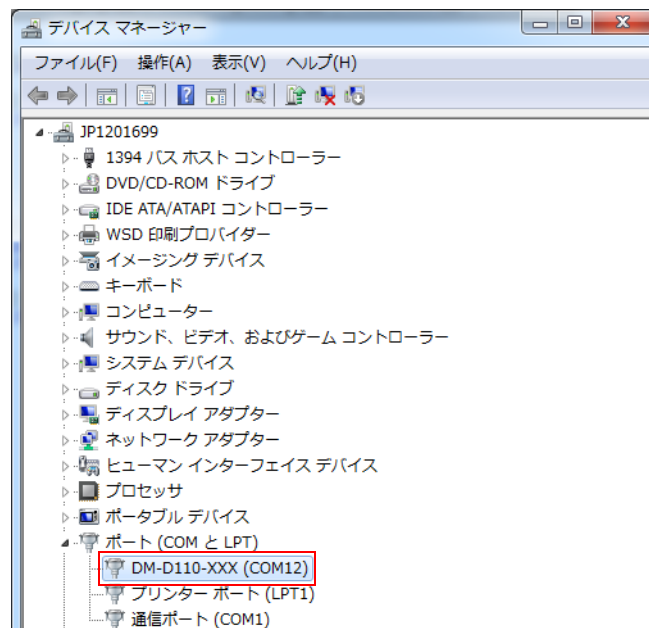 デバイス マネージャー
ファイル(F) 操作(A) 表示(V) ヘルプ(H)
JP1201699
1394 バス ホスト コントローラー
DVD/CD-ROM ドライブ
IDE ATA/ATAPI コントローラー
WSD 印刷プロバイダー
イメージング デバイス
キーボード
コンピューター
サウンド、ビデオ、およびゲーム コントローラー
システム デバイス
ディスク ドライブ
ディスプレイ アダプター
ネットワーク アダプター
ヒューマン インターフェイス デバイス
プロセッサ
ポータブル デバイス
ポート (COM と LPT)
DM-D110-XXX (COM12)
プリンター ポート (LPT1)
通信ポート (COM1)